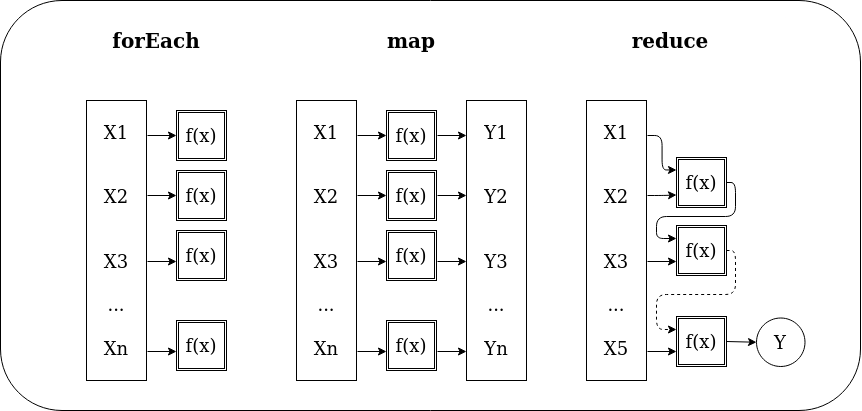 forEach
X1 f(x)
X2 f(x)
X3 f(x)
...
Xn f(x)
map
X1 f(x) Y1
X2 f(x) Y2
X3 f(x) Y3
... ...
Xn f(x) Yn
reduce
X1
f(x)
X2
f(x)
X3
...
X5 f(x) Y